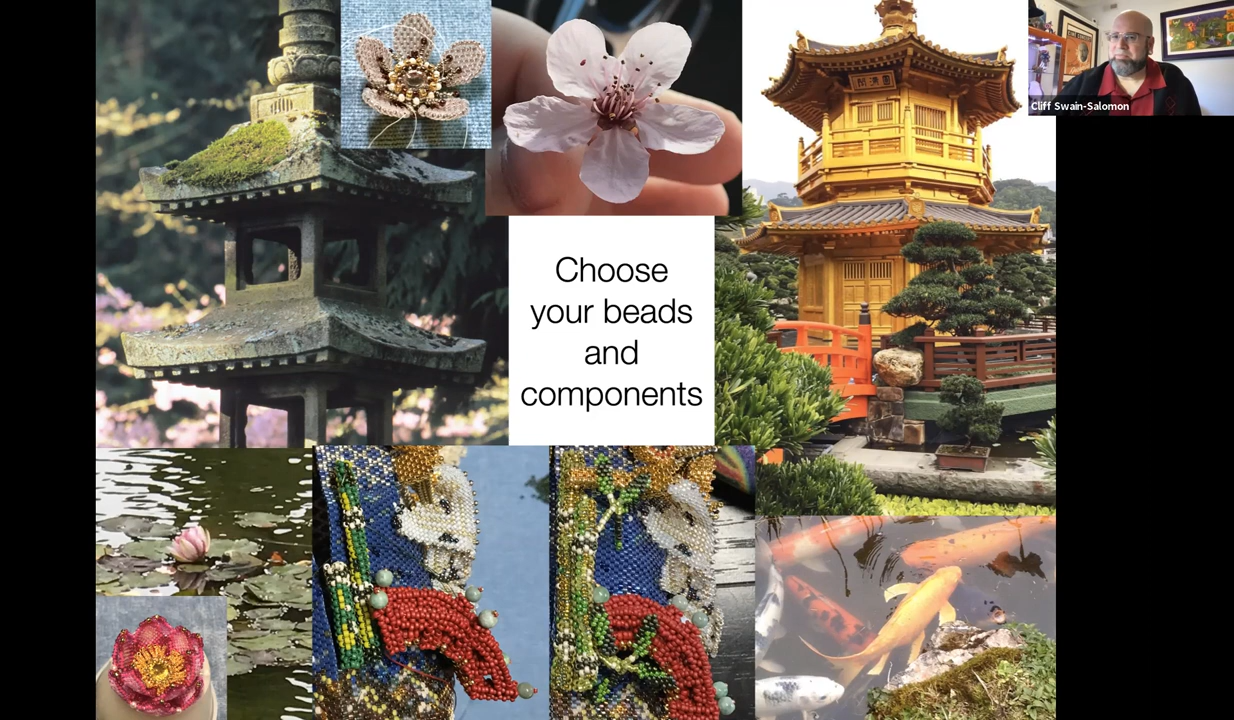 Cliff Swain-Salomon
Choose
your beads
and
components